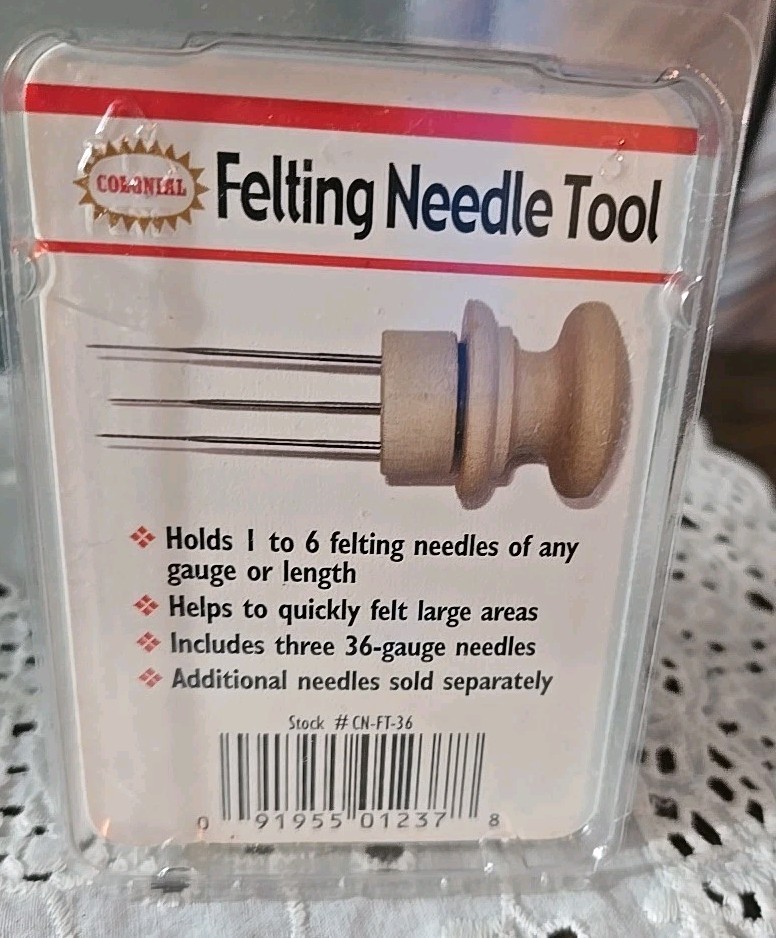 COLONIAL
Felting Needle Tool
Holds 1 to 6 felting needles of any
gauge or length
Helps to quickly felt large areas
Includes three 36-gauge needles
Additional needles sold separately
Stock # CN-FT-36
0 91955 01237 8